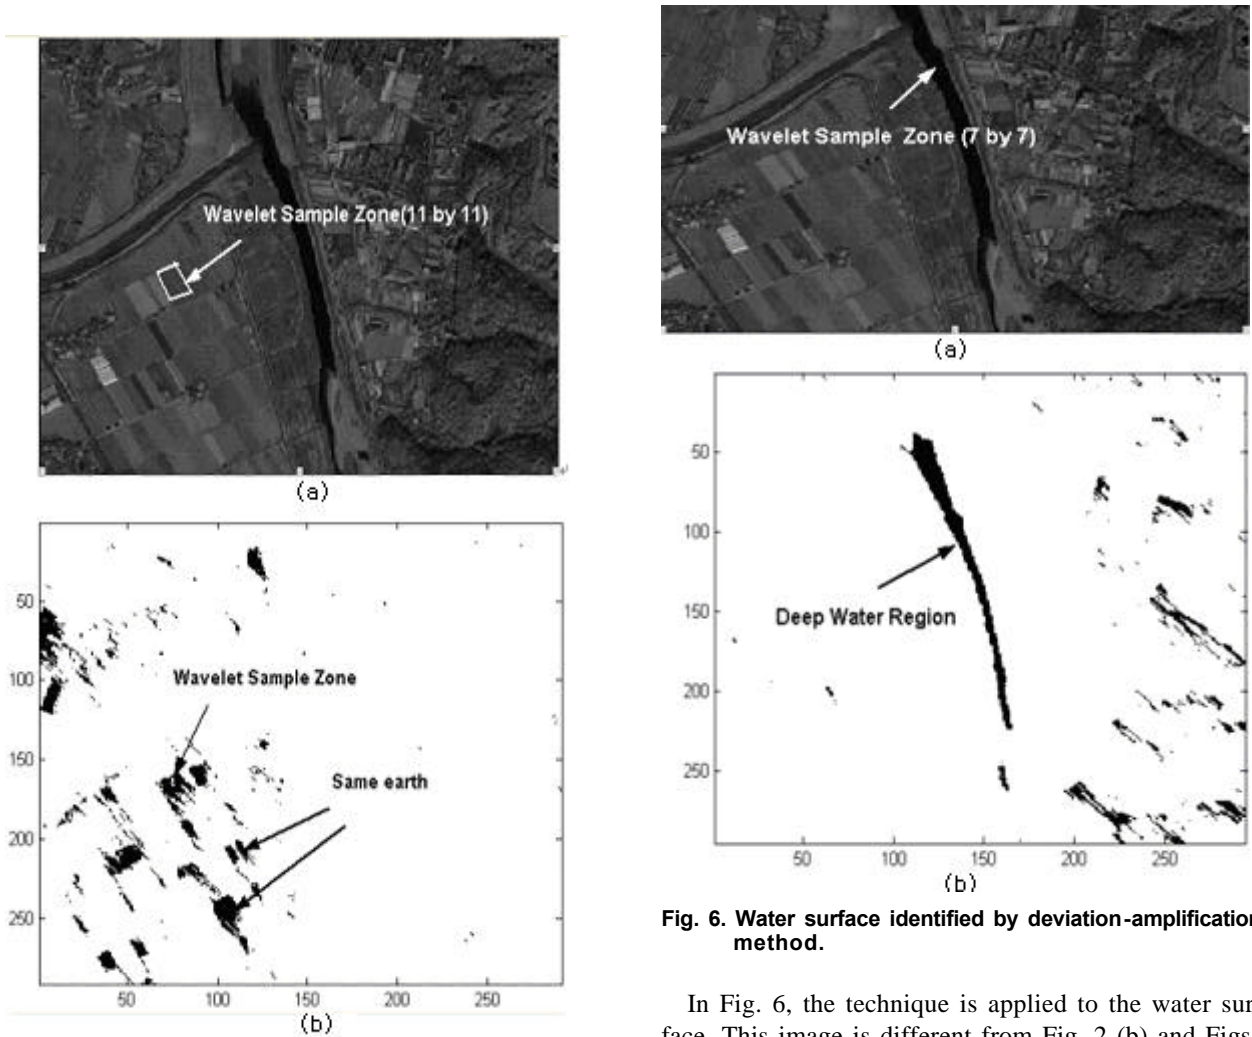 Wavelet Sample Zone(11 by 11)
(a)
50
100
150
200
250
Wavelet Sample Zone
Same earth
50 100 150 200 250
(b)
Wavelet Sample Zone (7 by 7)
(a)
50
100
150
200
250
Deep Water Region
50 100 150 200 250
(b)
Fig. 6. Water surface identified by deviation-amplification
method.
In Fig. 6, the technique is applied to the water sur
face. This image is different from Fig. 2 (b) and Figs